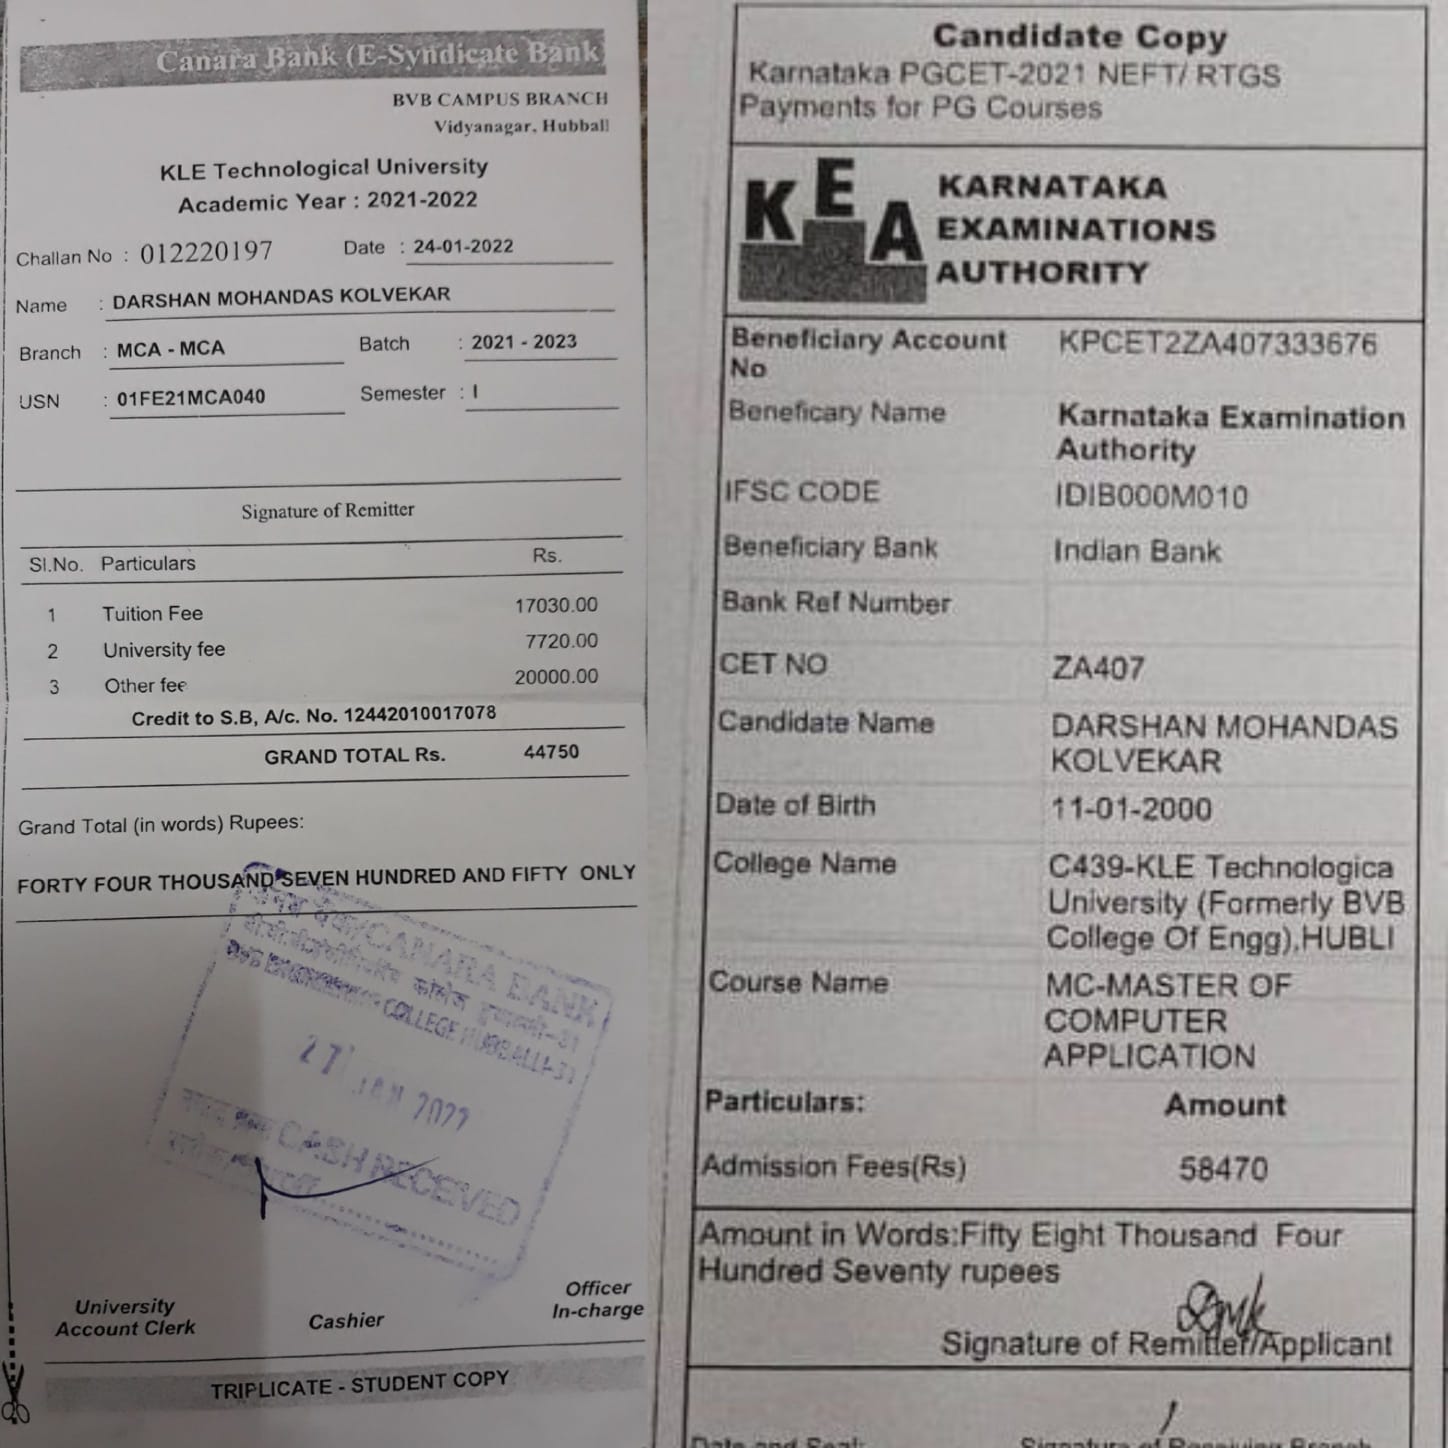 Canara Bank (E-Syndicate Bank
BVB CAMPUS BRANCH
Vidyanagar, Hubball
KLE Technological University
Academic Year : 2021-2022
Challan No : 012220197 Date : 24-01-2022
Name : DARSHAN MOHANDAS KOLVEKAR
Branch : MCA - MCA Batch : 2021 - 2023
USN : 01FE21MCA040 Semester : I
Signature of Remitter
Sl.No. Particulars Rs.
1 Tuition Fee 17030.00
2 University fee 7720.00
3 Other fee 20000.00
Credit to S.B, A/c. No. 12442010017078
GRAND TOTAL Rs. 44750
Grand Total (in words) Rupees:
FORTY FOUR THOUSAND SEVEN HUNDRED AND FIFTY ONLY
CANARA BANK
COLLEGE HUBBALLI-31
27 JAN 2022
CASH RECEIVED
University
Account Clerk
Cashier
Officer
In-charge
TRIPLICATE - STUDENT COPY
Candidate Copy
Karnataka PGCET-2021 NEFT/ RTGS
Payments for PG Courses
KEA
KARNATAKA
EXAMINATIONS
AUTHORITY
Beneficiary Account KPCET2ZA407333676
No
Beneficary Name Karnataka Examination
Authority
IFSC CODE IDIB000M010
Beneficiary Bank Indian Bank
Bank Ref Number
CET NO ZA407
Candidate Name DARSHAN MOHANDAS
KOLVEKAR
Date of Birth 11-01-2000
College Name C439-KLE Technologica
University (Formerly BVB
College Of Engg),HUBLI
Course Name MC-MASTER OF
COMPUTER
APPLICATION
Particulars: Amount
Admission Fees(Rs) 58470
Amount in Words:Fifty Eight Thousand Four
Hundred Seventy rupees
Signature of Remitter/Applicant
Date and Seal: Signature of Receiving Branch